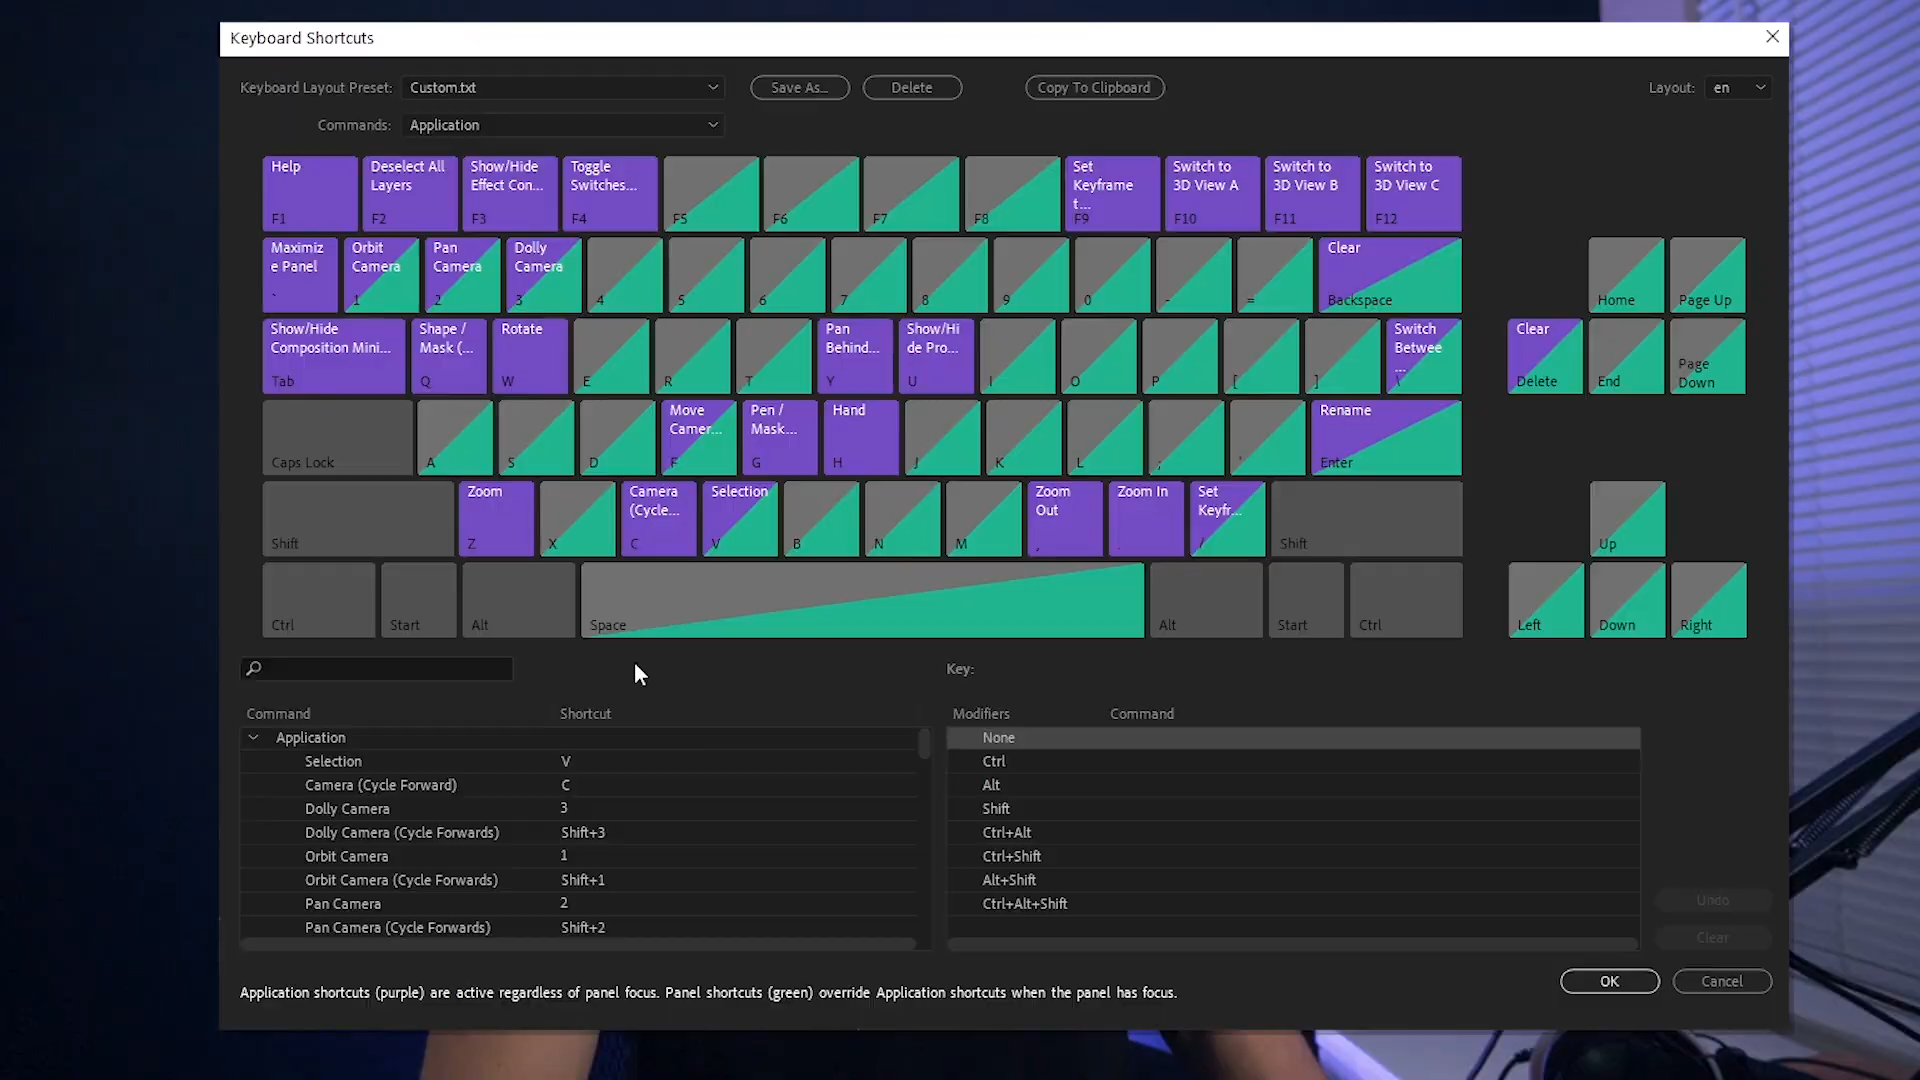 Keyboard Shortcuts
Keyboard Layout Preset: Custom.txt Save As... Delete Copy To Clipboard Layout: en
Commands: Application
Help Deselect All Show/Hide Toggle Set Switch to Switch to Switch to
Layers Effect Con... Switches... Keyframe 3D View A 3D View B 3D View C
t...
F1 F2 F3 F4 F5 F6 F7 F8 F9 F10 F11 F12
Maximiz Orbit Pan Dolly Clear
e Panel Camera Camera Camera
` 1 2 3 4 5 6 7 8 9 0 - = Backspace Home Page Up
Show/Hide Shape / Rotate Pan Show/Hi Switch Clear
Composition Mini... Mask (... Behind... de Pro... Betwee
...
Page
Tab Q W E R T Y U I O P [ ] \ Delete End Down
Move Pen / Hand Rename
Camer... Mask...
Caps Lock A S D F G H J K L ; ' Enter
Zoom Camera Selection Zoom Zoom In Set
(Cycle... Out Keyfr...
Shift Z X C V B N M , . / Shift Up
Ctrl Start Alt Space Alt Start Ctrl Left Down Right
Key:
Command Shortcut
Application
Selection V
Camera (Cycle Forward) C
Dolly Camera 3
Dolly Camera (Cycle Forwards) Shift+3
Orbit Camera 1
Orbit Camera (Cycle Forwards) Shift+1
Pan Camera 2
Pan Camera (Cycle Forwards) Shift+2
Modifiers Command
None
Ctrl
Alt
Shift
Ctrl+Alt
Ctrl+Shift
Alt+Shift
Ctrl+Alt+Shift
Undo
Clear
Application shortcuts (purple) are active regardless of panel focus. Panel shortcuts (green) override Application shortcuts when the panel has focus.
OK Cancel